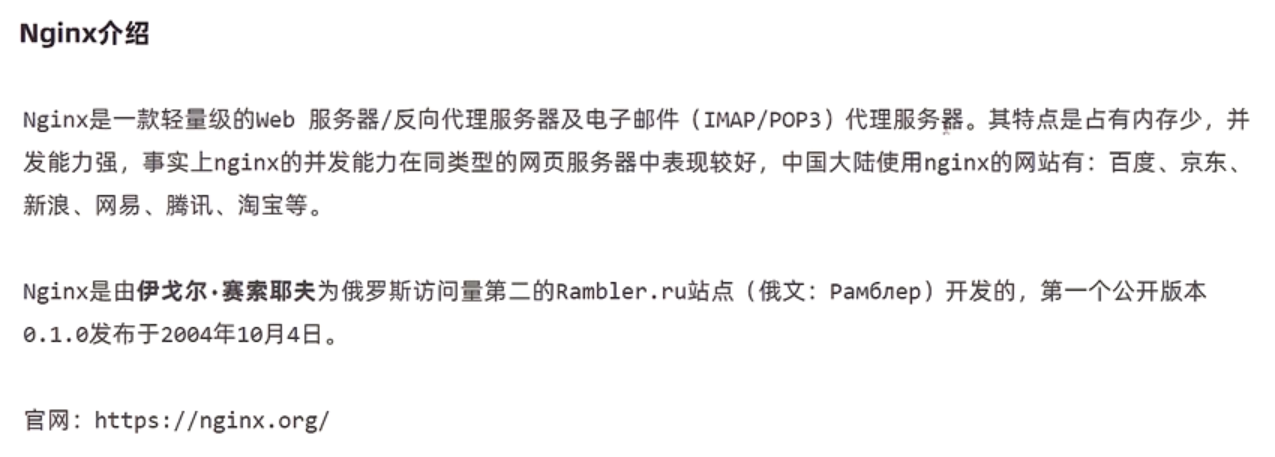 Nginx介绍
Nginx是一款轻量级的Web 服务器/反向代理服务器及电子邮件（IMAP/POP3）代理服务器。其特点是占有内存少，并
发能力强，事实上nginx的并发能力在同类型的网页服务器中表现较好，中国大陆使用nginx的网站有：百度、京东、
新浪、网易、腾讯、淘宝等。
Nginx是由伊戈尔·赛索耶夫为俄罗斯访问量第二的Rambler.ru站点（俄文：Рамблер）开发的，第一个公开版本
0.1.0发布于2004年10月4日。
官网：https://nginx.org/